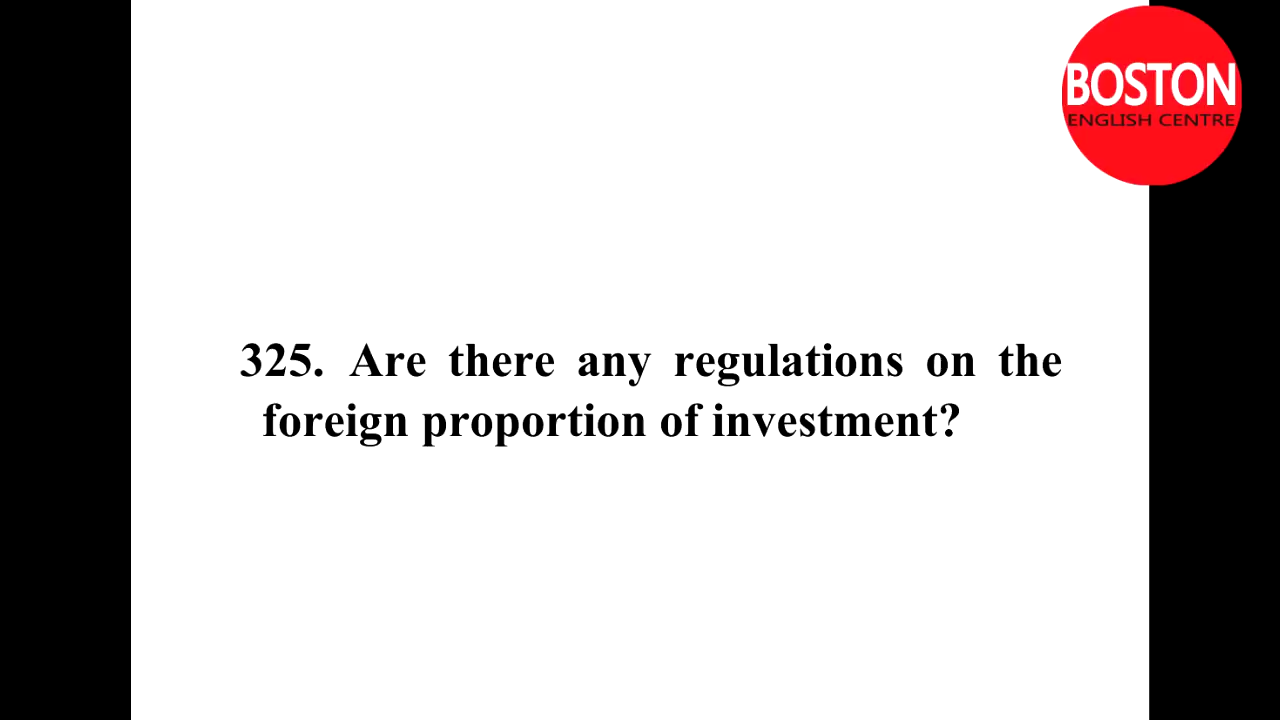 BOSTON
ENGLISH CENTRE
325. Are there any regulations on the
foreign proportion of investment?